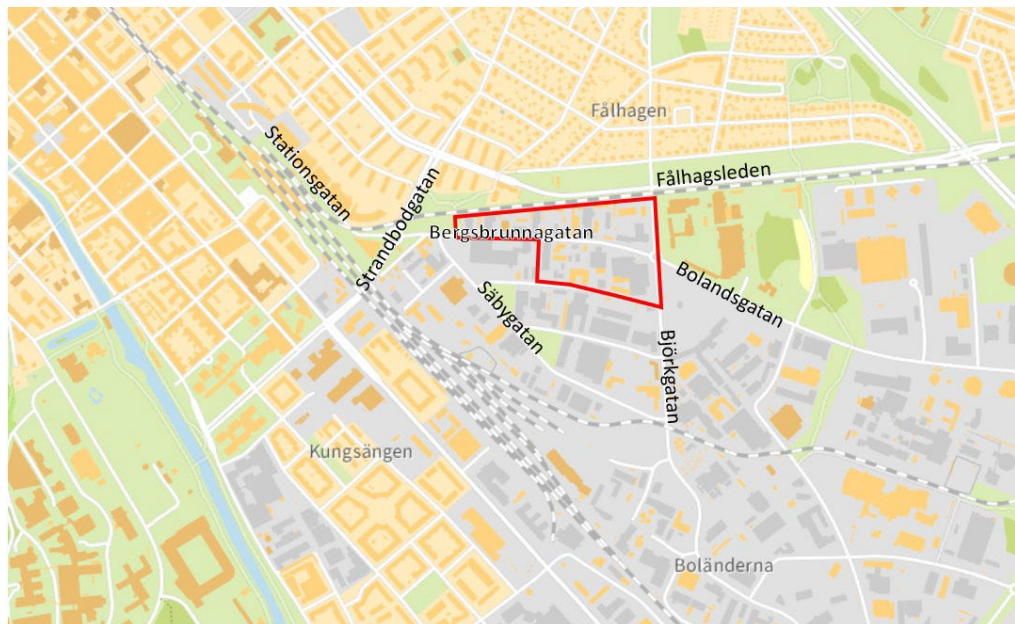 Fålhagen
Stationsgatan
Strandbodgatan
Fålhagsleden
Bergsbrunnagatan
Bolandsgatan
Säbygatan
Björkgatan
Kungsängen
Boländerna